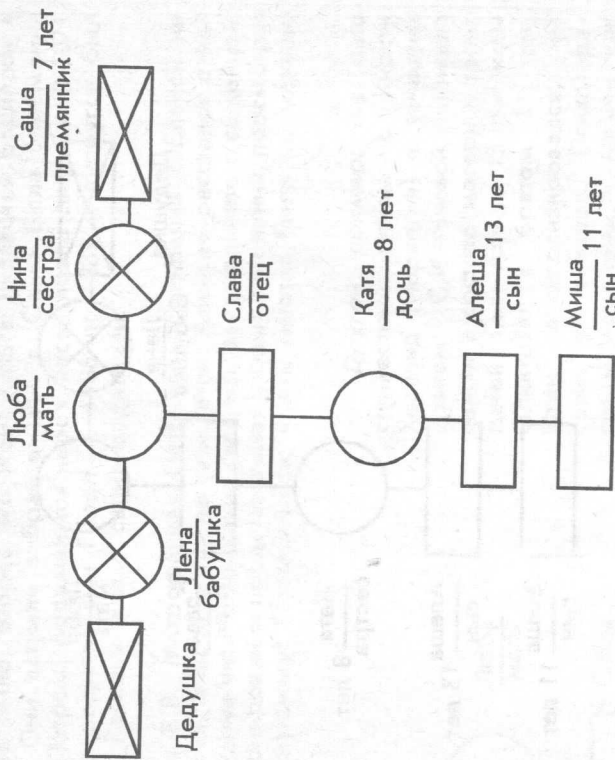 Дедушка
Лена
бабушка
Люба
мать
Нина
сестра
Саша 7 лет
племянник
Слава
отец
Катя 8 лет
дочь
Алеша 13 лет
сын
Миша 11 лет
сын